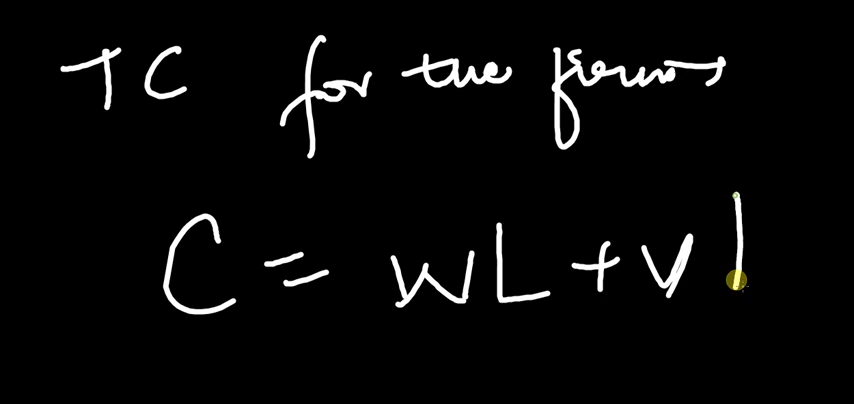 TC for the firms
C = wL + v